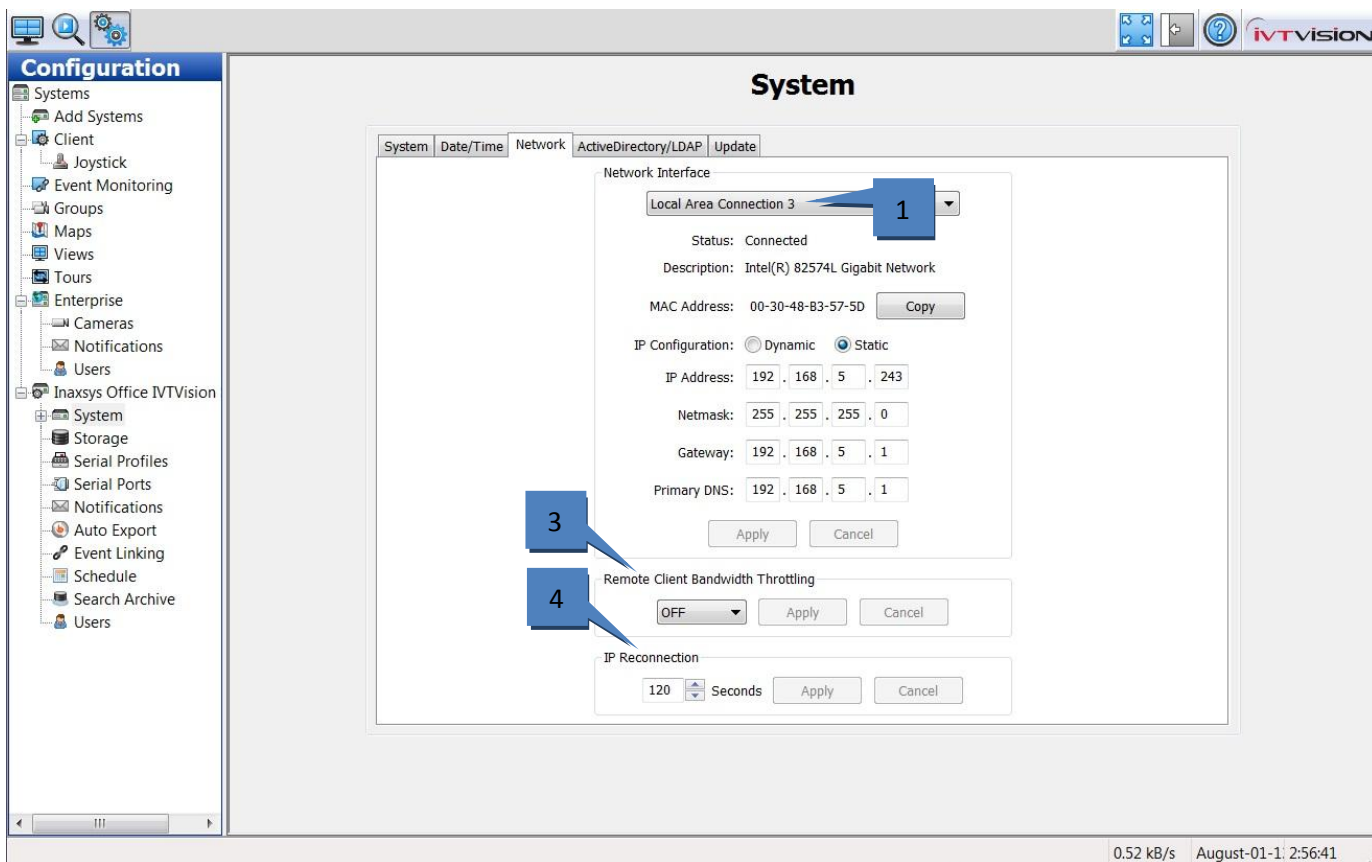 iVTVISION
Configuration
Systems
Add Systems
Client
Joystick
Event Monitoring
Groups
Maps
Views
Tours
Enterprise
Cameras
Notifications
Users
Inaxsys Office IVTVision
System
Storage
Serial Profiles
Serial Ports
Notifications
Auto Export
Event Linking
Schedule
Search Archive
Users
System
System Date/Time Network ActiveDirectory/LDAP Update
Network Interface
Local Area Connection 3
1
Status: Connected
Description: Intel(R) 82574L Gigabit Network
MAC Address: 00-30-48-B3-57-5D Copy
IP Configuration: Dynamic Static
IP Address: 192 . 168 . 5 . 243
Netmask: 255 . 255 . 255 . 0
Gateway: 192 . 168 . 5 . 1
Primary DNS: 192 . 168 . 5 . 1
Apply Cancel
3
Remote Client Bandwidth Throttling
OFF Apply Cancel
4
IP Reconnection
120 Seconds Apply Cancel
0.52 kB/s August-01-1 2:56:41